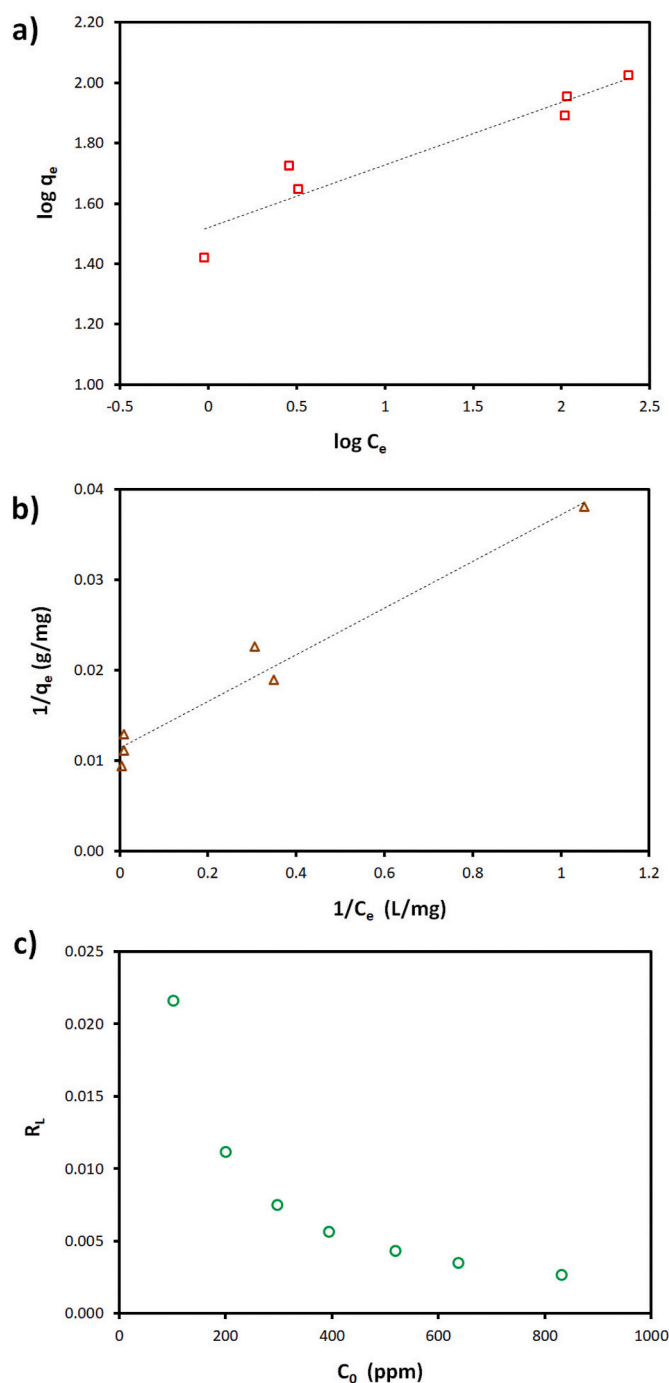 a)
2.20
2.00
1.80
1.60
1.40
1.20
1.00
log qe
-0.5 0 0.5 1 1.5 2 2.5
log Ce
b)
0.04
0.03
0.02
0.01
0.00
1/qe (g/mg)
0 0.2 0.4 0.6 0.8 1 1.2
1/Ce (L/mg)
c)
0.025
0.020
0.015
0.010
0.005
0.000
RL
0 200 400 600 800 1000
C0 (ppm)